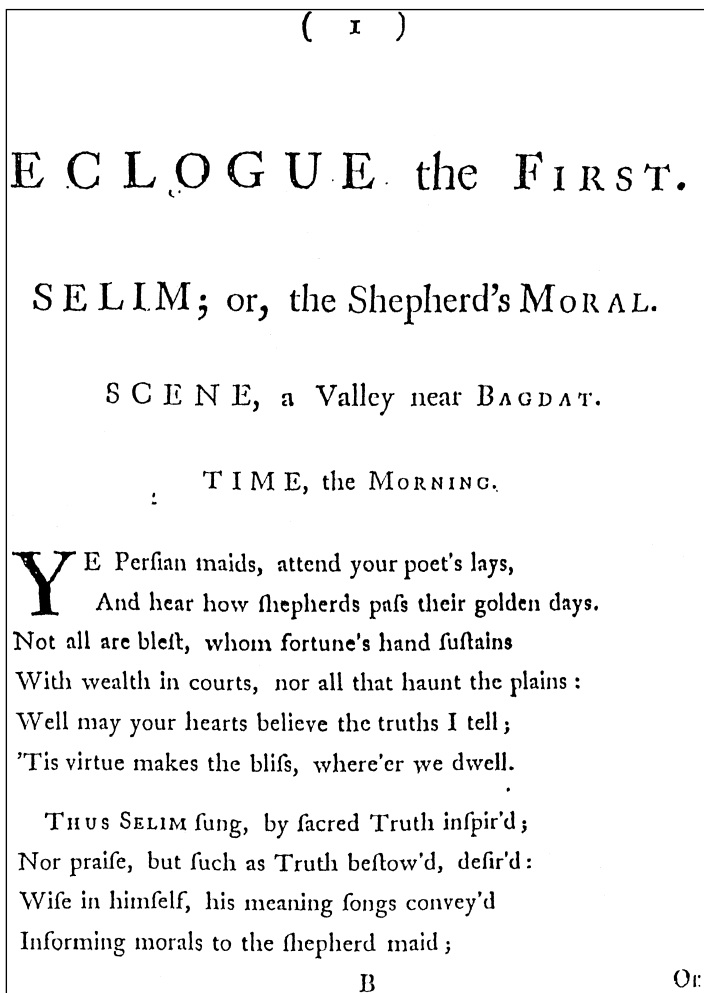 ( 1 )
ECLOGUE the FIRST.
SELIM; or, the Shepherd's MORAL.
SCENE, a Valley near BAGDAT.
TIME, the MORNING.
YE Perſian maids, attend your poet's lays,
And hear how ſhepherds paſs their golden days.
Not all are bleſt, whom fortune's hand ſuſtains
With wealth in courts, nor all that haunt the plains:
Well may your hearts believe the truths I tell;
'Tis virtue makes the bliſs, where'er we dwell.
THUS SELIM ſung, by ſacred Truth inſpir'd;
Nor praiſe, but ſuch as Truth beſtow'd, deſir'd:
Wiſe in himſelf, his meaning ſongs convey'd
Informing morals to the ſhepherd maid;
B
Or